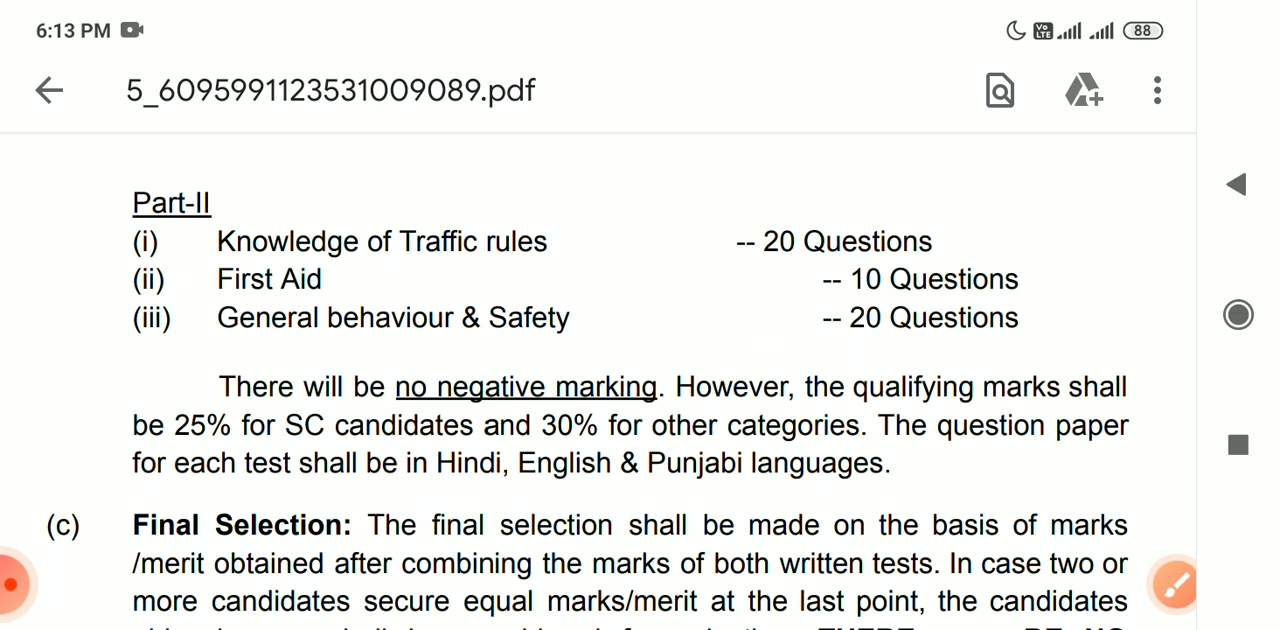 6:13 PM
Vo LTE 88
5_6095991123531009089.pdf
Part-II
(i) Knowledge of Traffic rules -- 20 Questions
(ii) First Aid -- 10 Questions
(iii) General behaviour & Safety -- 20 Questions
There will be no negative marking. However, the qualifying marks shall
be 25% for SC candidates and 30% for other categories. The question paper
for each test shall be in Hindi, English & Punjabi languages.
(c) Final Selection: The final selection shall be made on the basis of marks
/merit obtained after combining the marks of both written tests. In case two or
more candidates secure equal marks/merit at the last point, the candidates